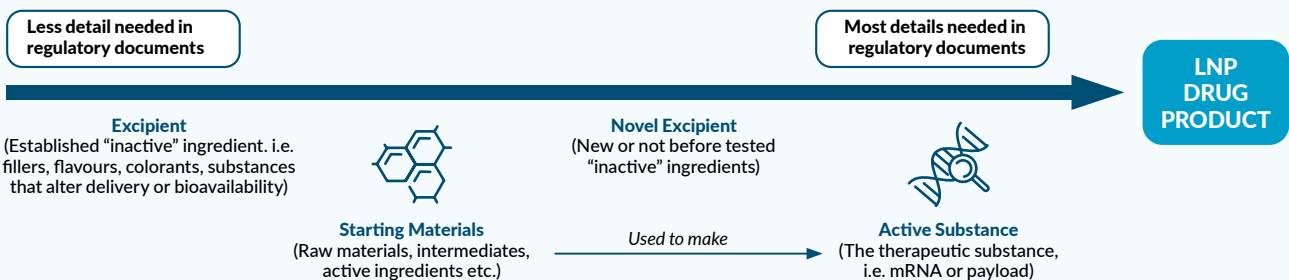 Less detail needed in
regulatory documents
Most details needed in
regulatory documents
LNP
DRUG
PRODUCT
Excipient
(Established “inactive” ingredient. i.e.
fillers, flavours, colorants, substances
that alter delivery or bioavailability)
Novel Excipient
(New or not before tested
“inactive” ingredients)
Starting Materials
(Raw materials, intermediates,
active ingredients etc.)
Used to make
Active Substance
(The therapeutic substance,
i.e. mRNA or payload)